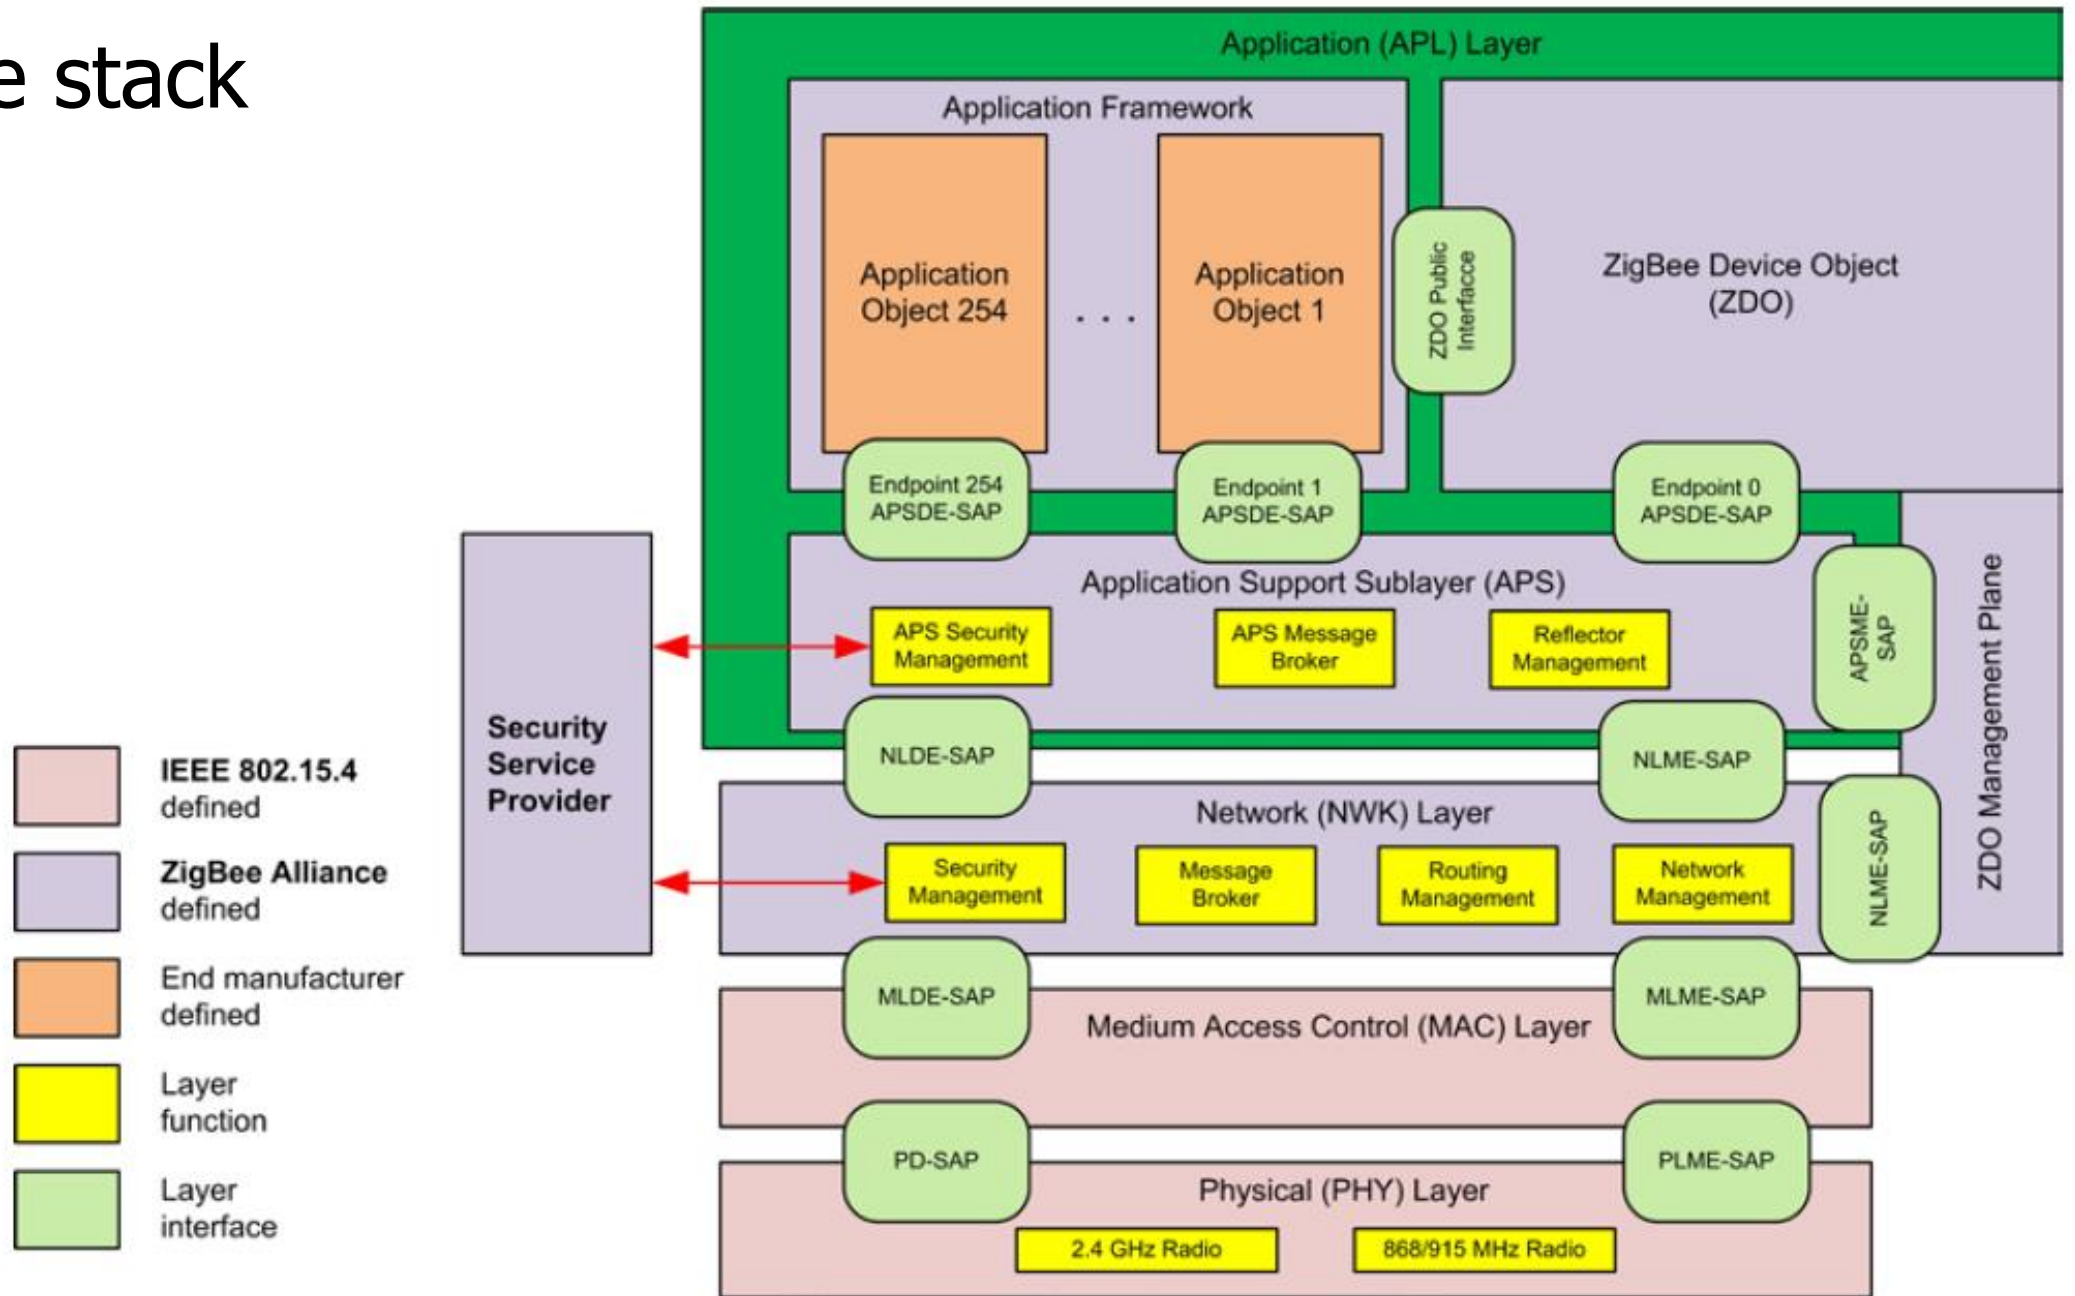 e stack
Application (APL) Layer
Application Framework
Application
Object 254
. . .
Application
Object 1
ZDO Public
Interfacce
ZigBee Device Object
(ZDO)
Endpoint 254
APSDE-SAP
Endpoint 1
APSDE-SAP
Endpoint 0
APSDE-SAP
Application Support Sublayer (APS)
APS Security
Management
APS Message
Broker
Reflector
Management
APSME-
SAP
ZDO Management Plane
Security
Service
Provider
NLDE-SAP
NLME-SAP
Network (NWK) Layer
Security
Management
Message
Broker
Routing
Management
Network
Management
NLME-SAP
MLDE-SAP
MLME-SAP
Medium Access Control (MAC) Layer
PD-SAP
PLME-SAP
Physical (PHY) Layer
2.4 GHz Radio
868/915 MHz Radio
IEEE 802.15.4
defined
ZigBee Alliance
defined
End manufacturer
defined
Layer
function
Layer
interface